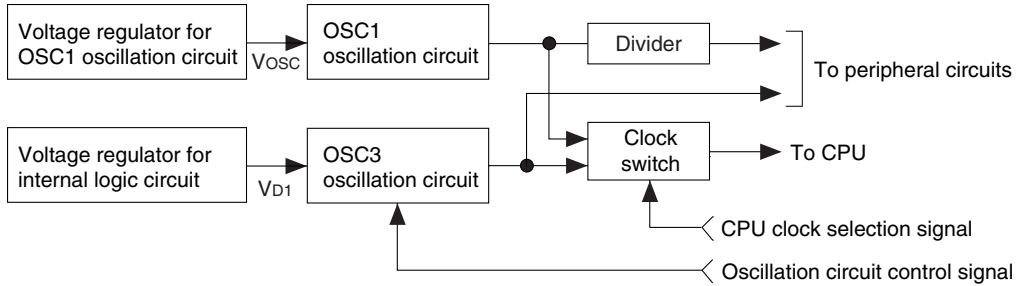 Voltage regulator for
OSC1 oscillation circuit
VOSC
OSC1
oscillation circuit
Divider
To peripheral circuits
Voltage regulator for
internal logic circuit
VD1
OSC3
oscillation circuit
Clock
switch
To CPU
CPU clock selection signal
Oscillation circuit control signal